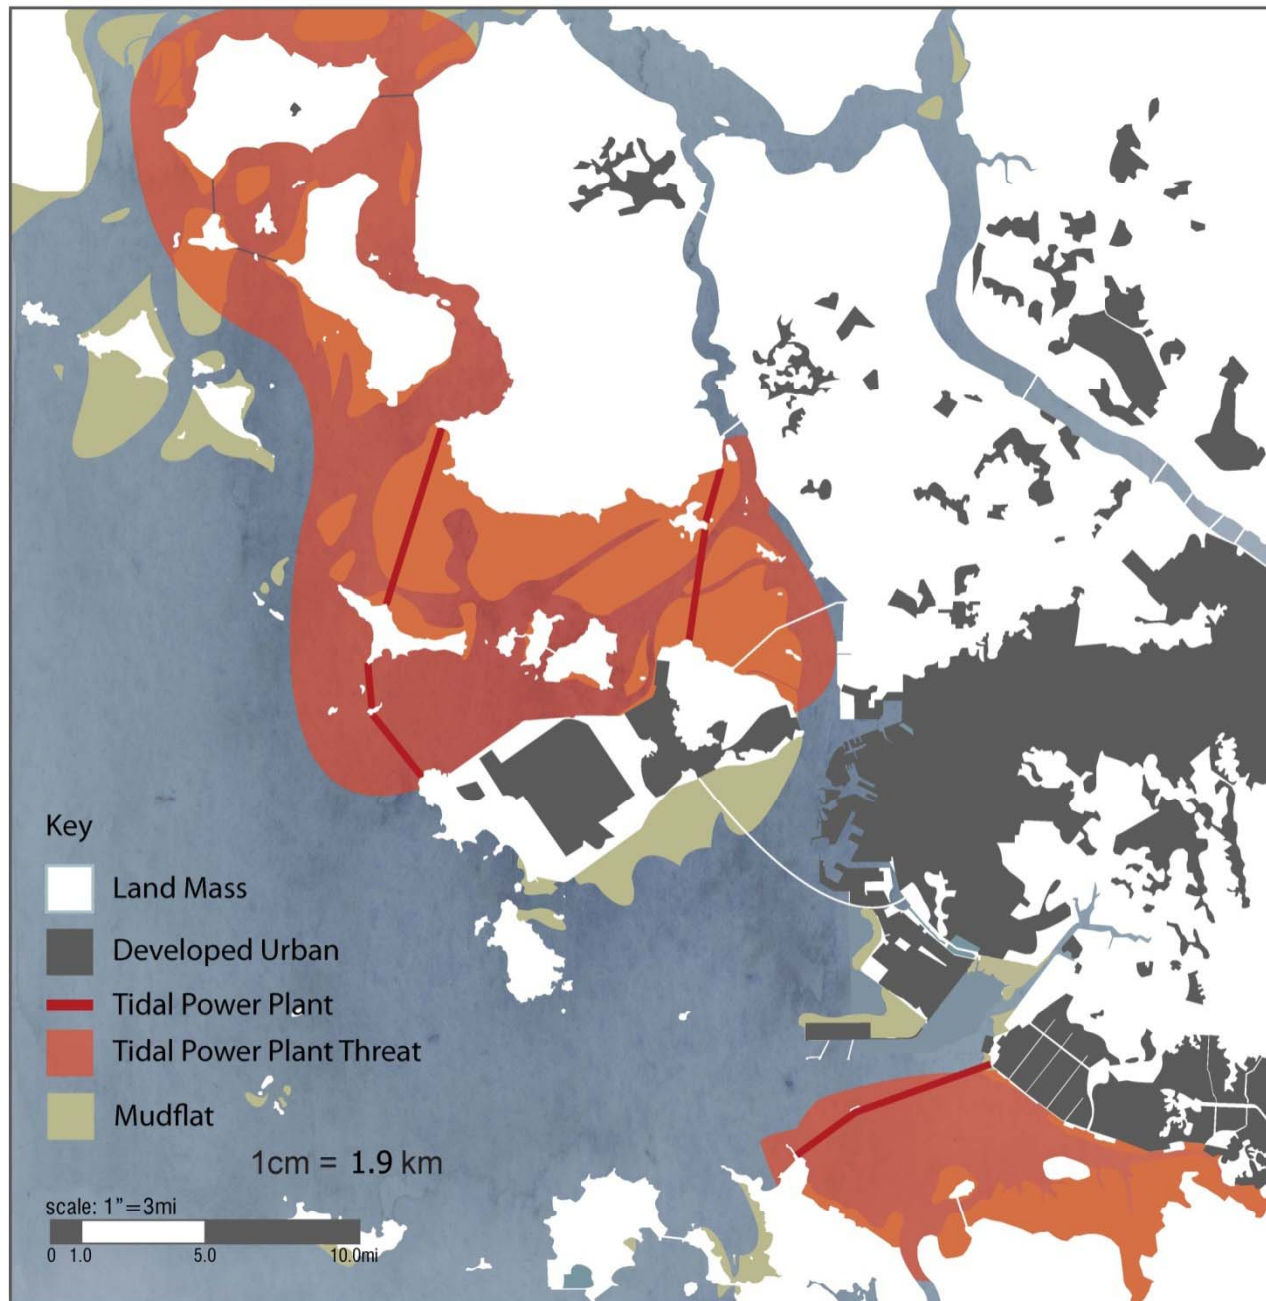 Key
Land Mass
Developed Urban
Tidal Power Plant
Tidal Power Plant Threat
Mudflat
1cm = 1.9 km
scale: 1"=3mi
0 1.0 5.0 10.0mi